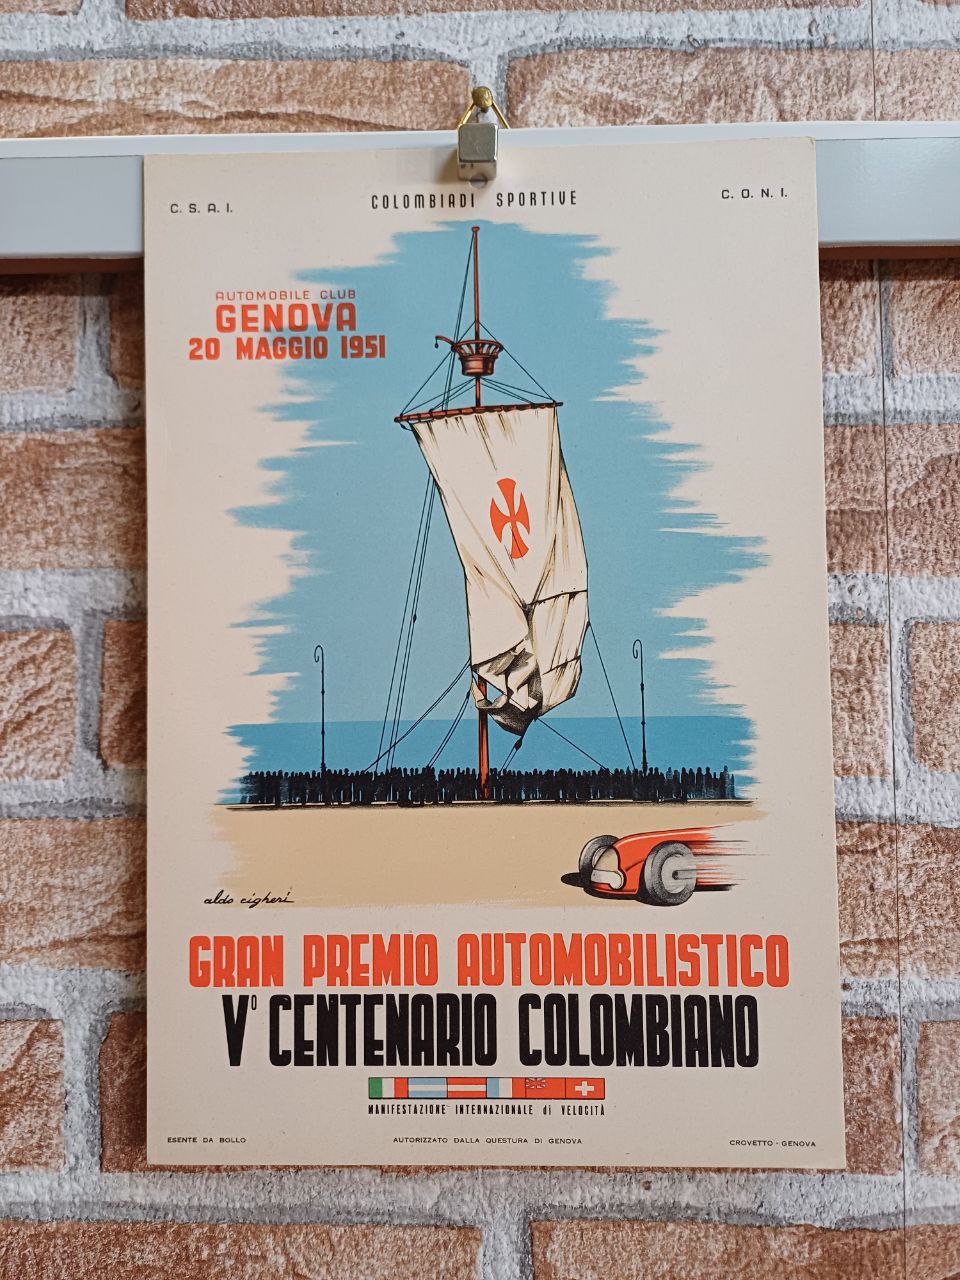 C. S. A. I.
COLOMBIADI SPORTIVE
C. O. N. I.
AUTOMOBILE CLUB
GENOVA
20 MAGGIO 1951
aldo cigheri
GRAN PREMIO AUTOMOBILISTICO
V° CENTENARIO COLOMBIANO
MANIFESTAZIONE INTERNAZIONALE di VELOCITÀ
ESENTE DA BOLLO
AUTORIZZATO DALLA QUESTURA DI GENOVA
CROVETTO - GENOVA